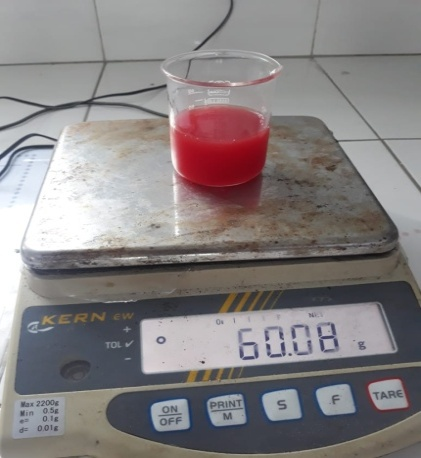 KERN EW
+
TOL ✓
-
60.08 g
Max 2200g
Min 0.5g
e= 0.1g
d= 0.01g
ON
OFF
PRINT
M
S
F
TARE